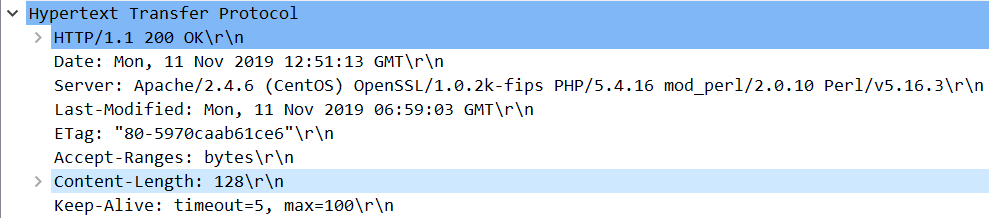 Hypertext Transfer Protocol
HTTP/1.1 200 OK\r\n
Date: Mon, 11 Nov 2019 12:51:13 GMT\r\n
Server: Apache/2.4.6 (CentOS) OpenSSL/1.0.2k-fips PHP/5.4.16 mod_perl/2.0.10 Perl/v5.16.3\r\n
Last-Modified: Mon, 11 Nov 2019 06:59:03 GMT\r\n
ETag: "80-5970caab61ce6"\r\n
Accept-Ranges: bytes\r\n
Content-Length: 128\r\n
Keep-Alive: timeout=5, max=100\r\n